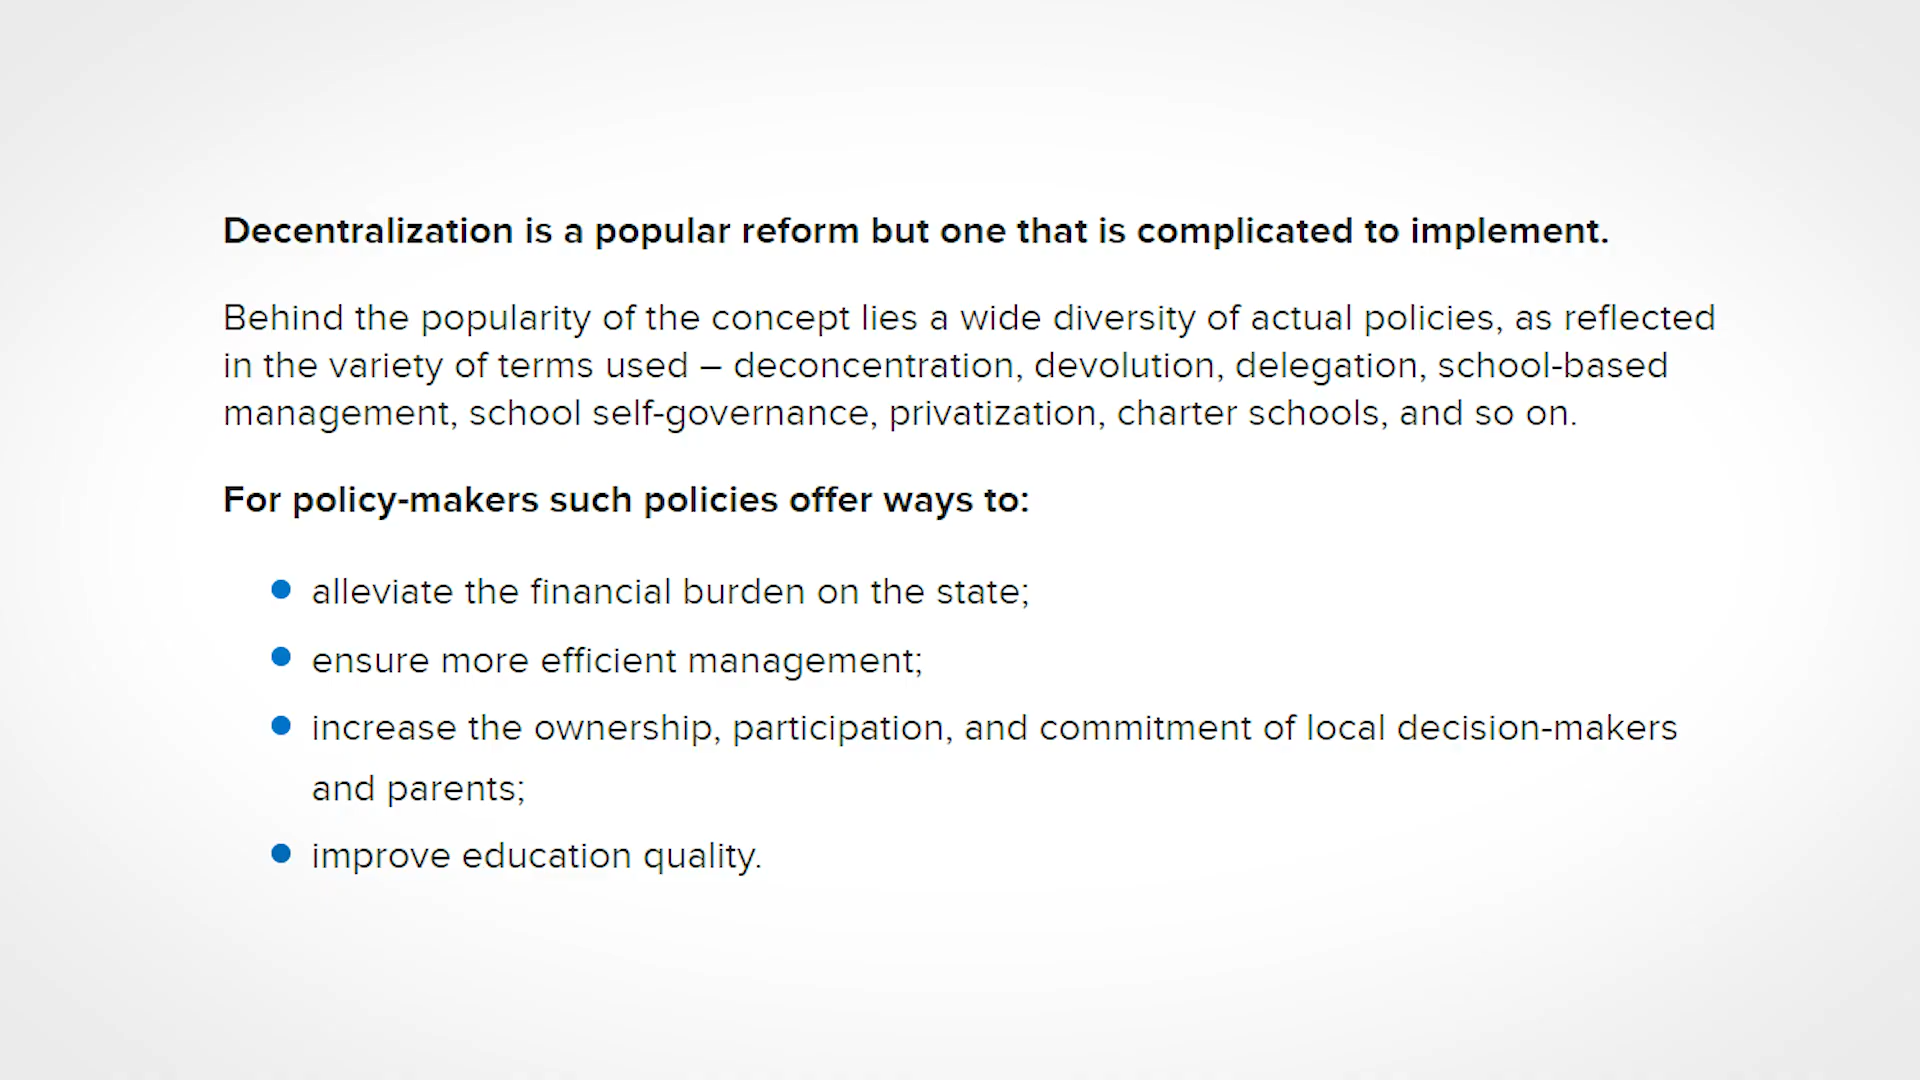 Decentralization is a popular reform but one that is complicated to implement.
Behind the popularity of the concept lies a wide diversity of actual policies, as reflected
in the variety of terms used – deconcentration, devolution, delegation, school-based
management, school self-governance, privatization, charter schools, and so on.
For policy-makers such policies offer ways to:
● alleviate the financial burden on the state;
● ensure more efficient management;
● increase the ownership, participation, and commitment of local decision-makers
and parents;
● improve education quality.